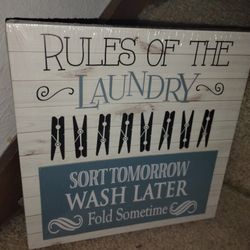 RULES OF THE
LAUNDRY
SORT TOMORROW
WASH LATER
Fold Sometime